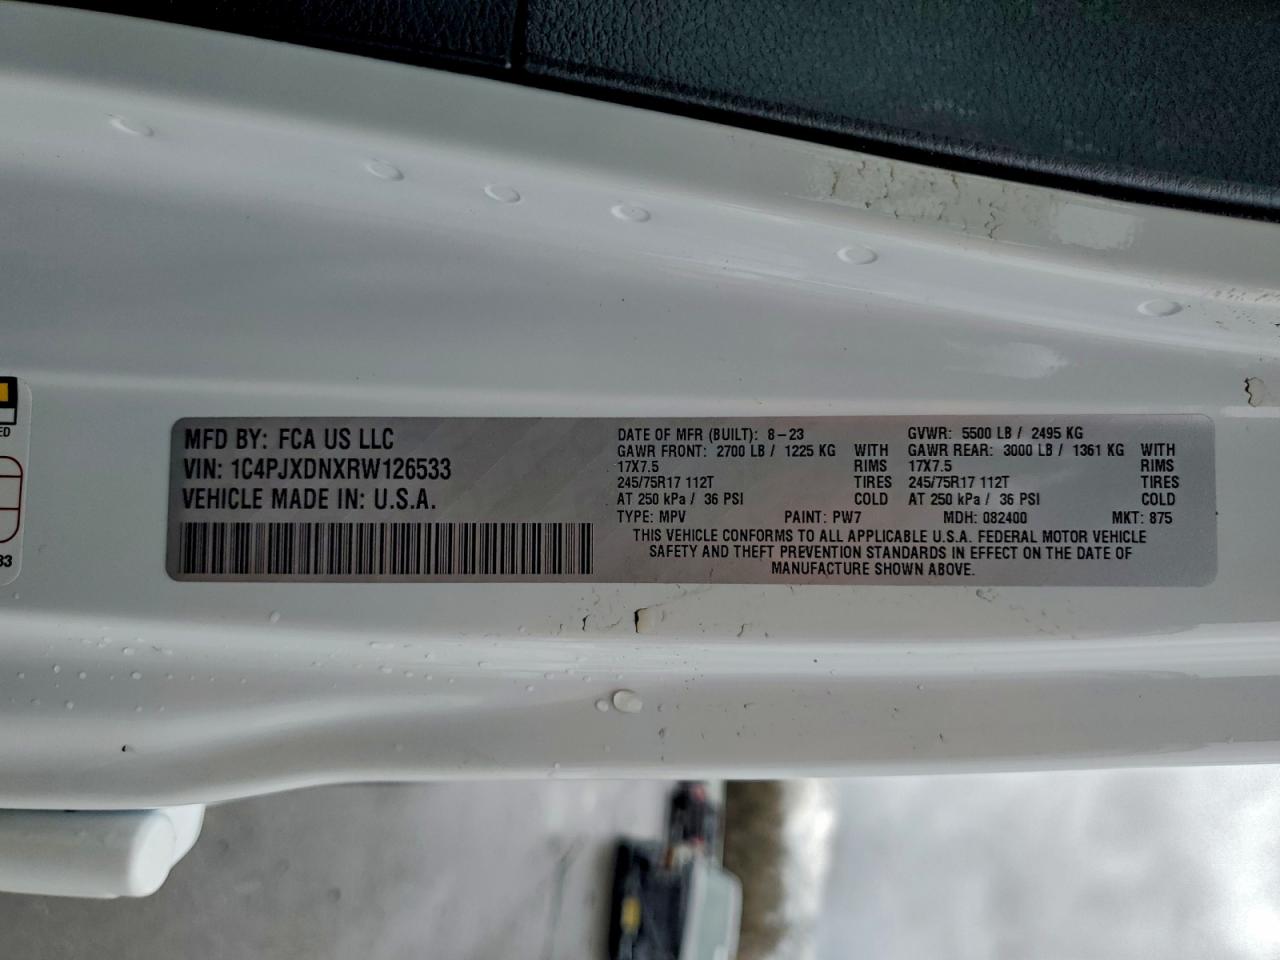 MFD BY: FCA US LLC
VIN: 1C4PJXDNXRW126533
VEHICLE MADE IN: U.S.A.
DATE OF MFR (BUILT): 8-23 GVWR: 5500 LB / 2495 KG
GAWR FRONT: 2700 LB / 1225 KG WITH GAWR REAR: 3000 LB / 1361 KG WITH
17X7.5 RIMS 17X7.5 RIMS
245/75R17 112T TIRES 245/75R17 112T TIRES
AT 250 kPa / 36 PSI COLD AT 250 kPa / 36 PSI COLD
TYPE: MPV PAINT: PW7 MDH: 082400 MKT: 875
THIS VEHICLE CONFORMS TO ALL APPLICABLE U.S.A. FEDERAL MOTOR VEHICLE
SAFETY AND THEFT PREVENTION STANDARDS IN EFFECT ON THE DATE OF
MANUFACTURE SHOWN ABOVE.
ED
33